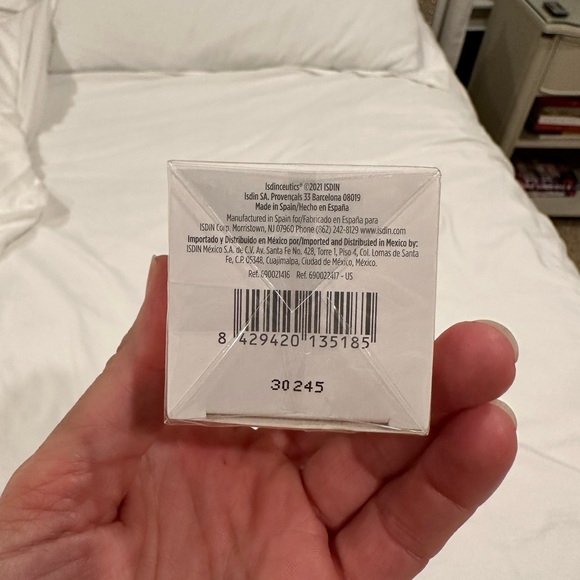 Isdinceutics® ©2021 ISDIN
Isdin SA. Provençals 33 Barcelona 08019
Made in Spain/Hecho en España
Manufactured in Spain for/Fabricado en España para
ISDIN Corp. Morristown, NJ 07960 Phone (862) 242-8129 www.isdin.com
Importado y Distribuido en México por/Imported and Distributed in Mexico by:
ISDIN México S.A. de C.V. Av. Santa Fe No. 428, Torre 1, Piso 4, Col. Lomas de Santa
Fe, C.P. 05348, Cuajimalpa, Ciudad de México, México.
Ref. 690021416 Ref. 690022417 - US
8 429420 135185
30245